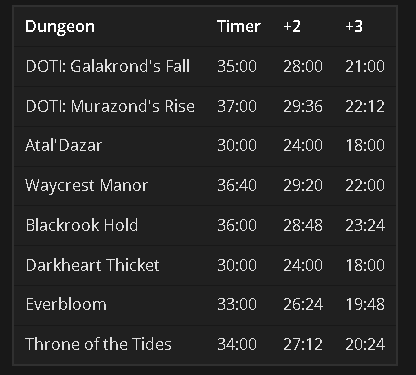 Dungeon Timer +2 +3
DOTI: Galakrond's Fall 35:00 28:00 21:00
DOTI: Murazond's Rise 37:00 29:36 22:12
Atal'Dazar 30:00 24:00 18:00
Waycrest Manor 36:40 29:20 22:00
Blackrook Hold 36:00 28:48 23:24
Darkheart Thicket 30:00 24:00 18:00
Everbloom 33:00 26:24 19:48
Throne of the Tides 34:00 27:12 20:24